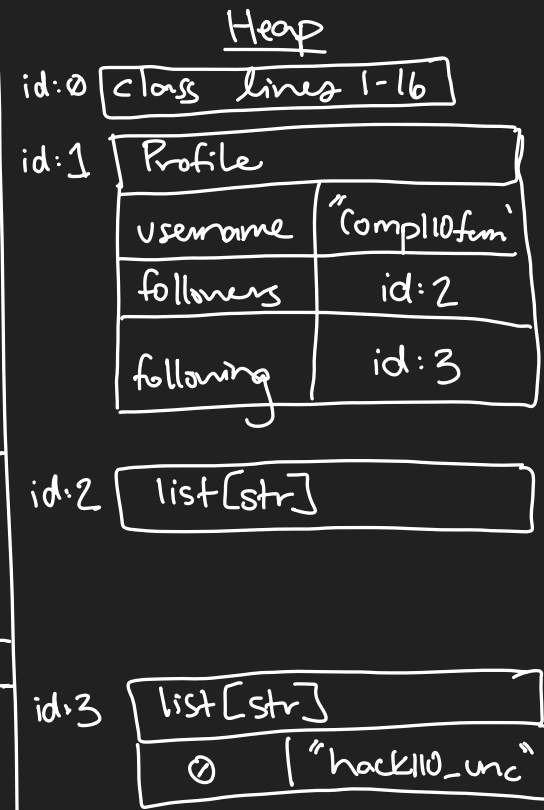 Heap
id:0 class lines 1-16
id:1 Profile
username "comp110fan"
followers id:2
following id:3
id:2 list[str]
id:3 list[str]
0 "hack110_unc"